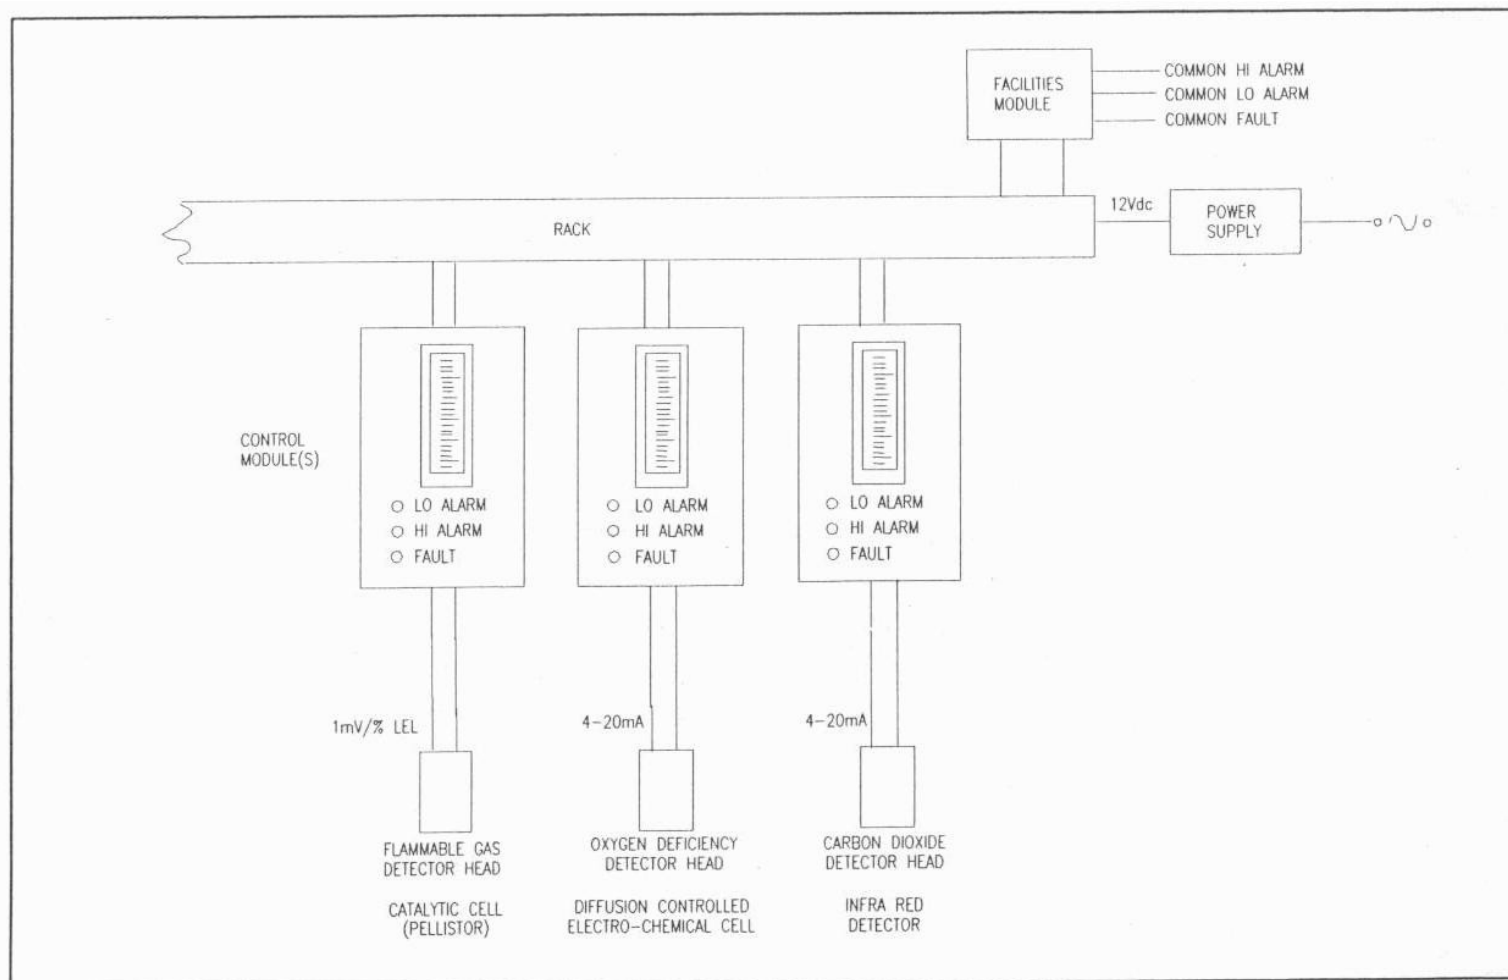 FACILITIES
MODULE
COMMON HI ALARM
COMMON LO ALARM
COMMON FAULT
RACK
12Vdc
POWER
SUPPLY
CONTROL
MODULE(S)
LO ALARM
HI ALARM
FAULT
LO ALARM
HI ALARM
FAULT
LO ALARM
HI ALARM
FAULT
1mV/% LEL
4-20mA
4-20mA
FLAMMABLE GAS
DETECTOR HEAD
CATALYTIC CELL
(PELLISTOR)
OXYGEN DEFICIENCY
DETECTOR HEAD
DIFFUSION CONTROLLED
ELECTRO-CHEMICAL CELL
CARBON DIOXIDE
DETECTOR HEAD
INFRA RED
DETECTOR